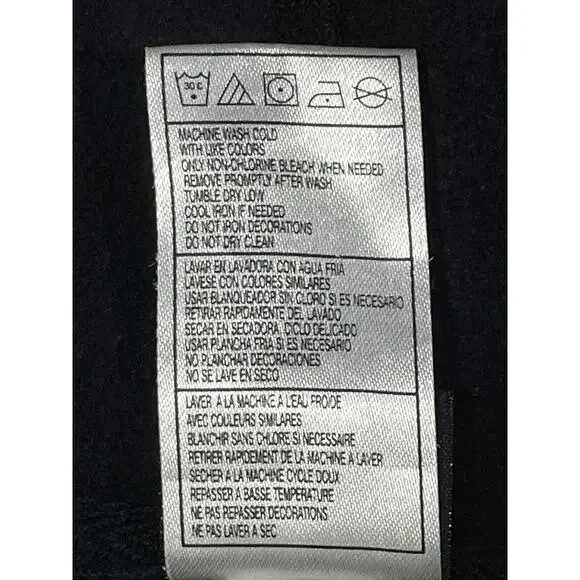 30 C
MACHINE WASH COLD
WITH LIKE COLORS
ONLY NON-CHLORINE BLEACH WHEN NEEDED
REMOVE PROMPTLY AFTER WASH
TUMBLE DRY LOW
COOL IRON IF NEEDED
DO NOT IRON DECORATIONS
DO NOT DRY CLEAN
LAVAR EN LAVADORA CON AGUA FRIA
LAVESE CON COLORES SIMILARES
USAR BLANQUEADOR SIN CLORO SI ES NECESARIO
RETIRAR RAPIDAMENTE DEL LAVADO
SECAR EN SECADORA, CICLO DELICADO
USAR PLANCHA FRIA SI ES NECESARIO
NO PLANCHAR DECORACIONES
NO SE LAVE EN SECO
LAVER A LA MACHINE A L'EAU FROIDE
AVEC COULEURS SIMILARES
BLANCHIR SANS CHLORE SI NECESSAIRE
RETIRER RAPIDEMENT DE LA MACHINE A LAVER
SECHER A LA MACHINE CYCLE DOUX
REPASSER A BASSE TEMPERATURE
NE PAS REPASSER DECORATIONS
NE PAS LAVER A SEC